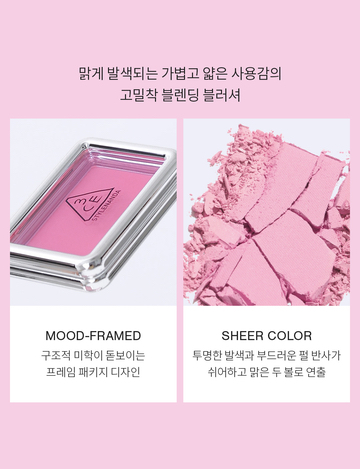 맑게 발색되는 가볍고 얇은 사용감의
고밀착 블렌딩 블러셔
3CE
STYLENANDA
MOOD-FRAMED
구조적 미학이 돋보이는
프레임 패키지 디자인
SHEER COLOR
투명한 발색과 부드러운 펄 반사가
쉬어하고 맑은 두 볼로 연출